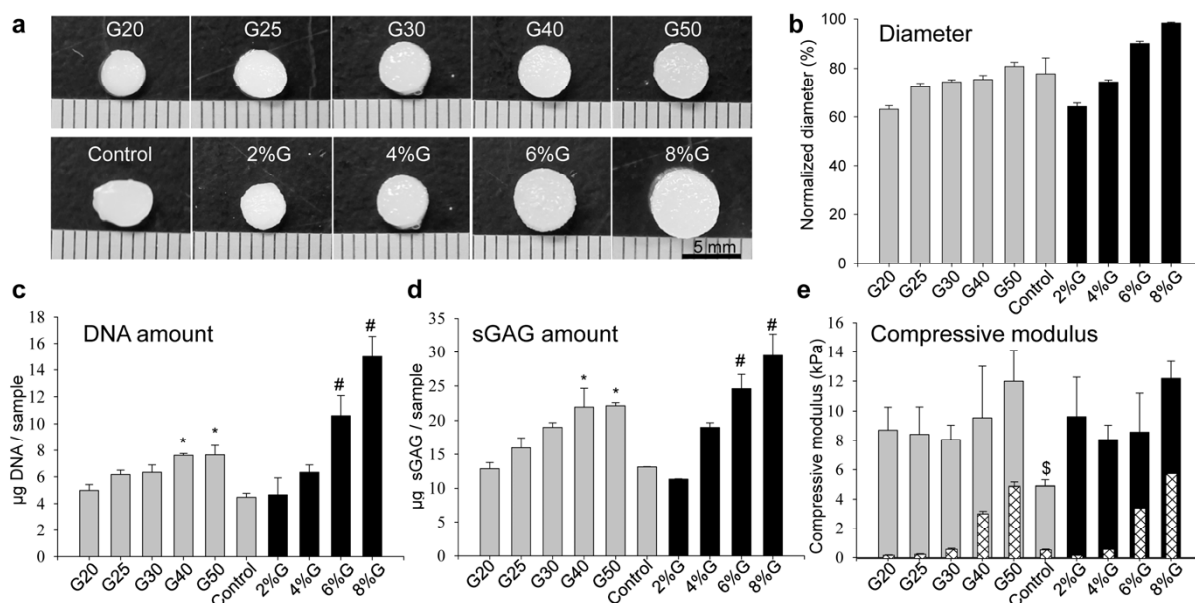 a
G20 G25 G30 G40 G50
Control 2%G 4%G 6%G 8%G
5 mm
b
Diameter
Normalized diameter (%)
100
80
60
40
20
0
G20 G25 G30 G40 G50 Control 2%G 4%G 6%G 8%G
c
DNA amount
µg DNA / sample
18
16
14
12
10
8
6
4
2
0
* * # #
G20 G25 G30 G40 G50 Control 2%G 4%G 6%G 8%G
d
sGAG amount
µg sGAG / sample
35
30
25
20
15
10
5
0
* * # #
G20 G25 G30 G40 G50 Control 2%G 4%G 6%G 8%G
e
Compressive modulus
Compressive modulus (kPa)
16
14
12
10
8
6
4
2
0
$
G20 G25 G30 G40 G50 Control 2%G 4%G 6%G 8%G